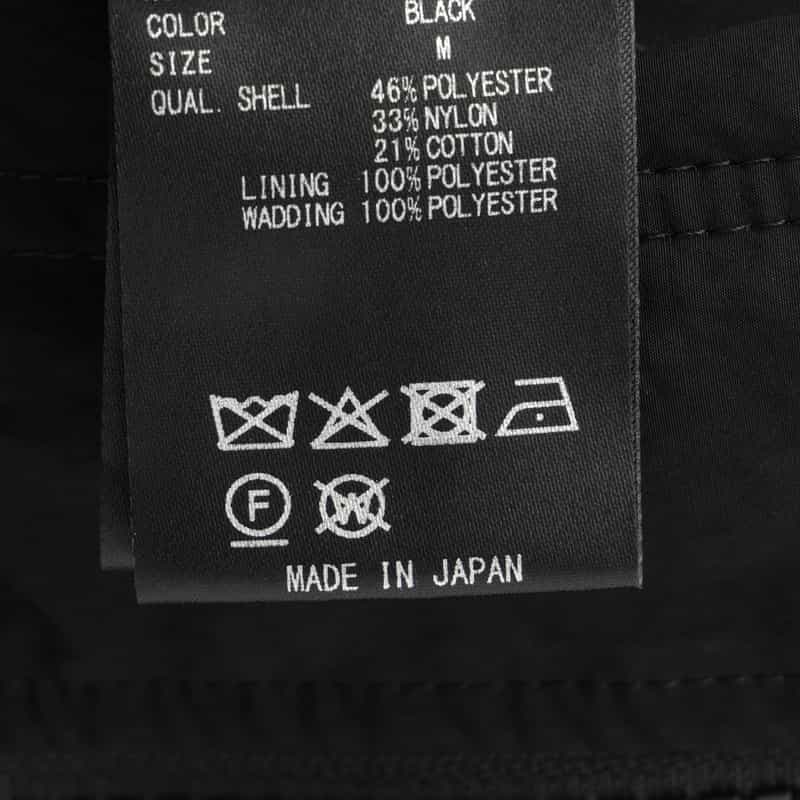 COLOR BLACK
SIZE M
QUAL. SHELL 46% POLYESTER
33% NYLON
21% COTTON
LINING 100% POLYESTER
WADDING 100% POLYESTER
F W
MADE IN JAPAN